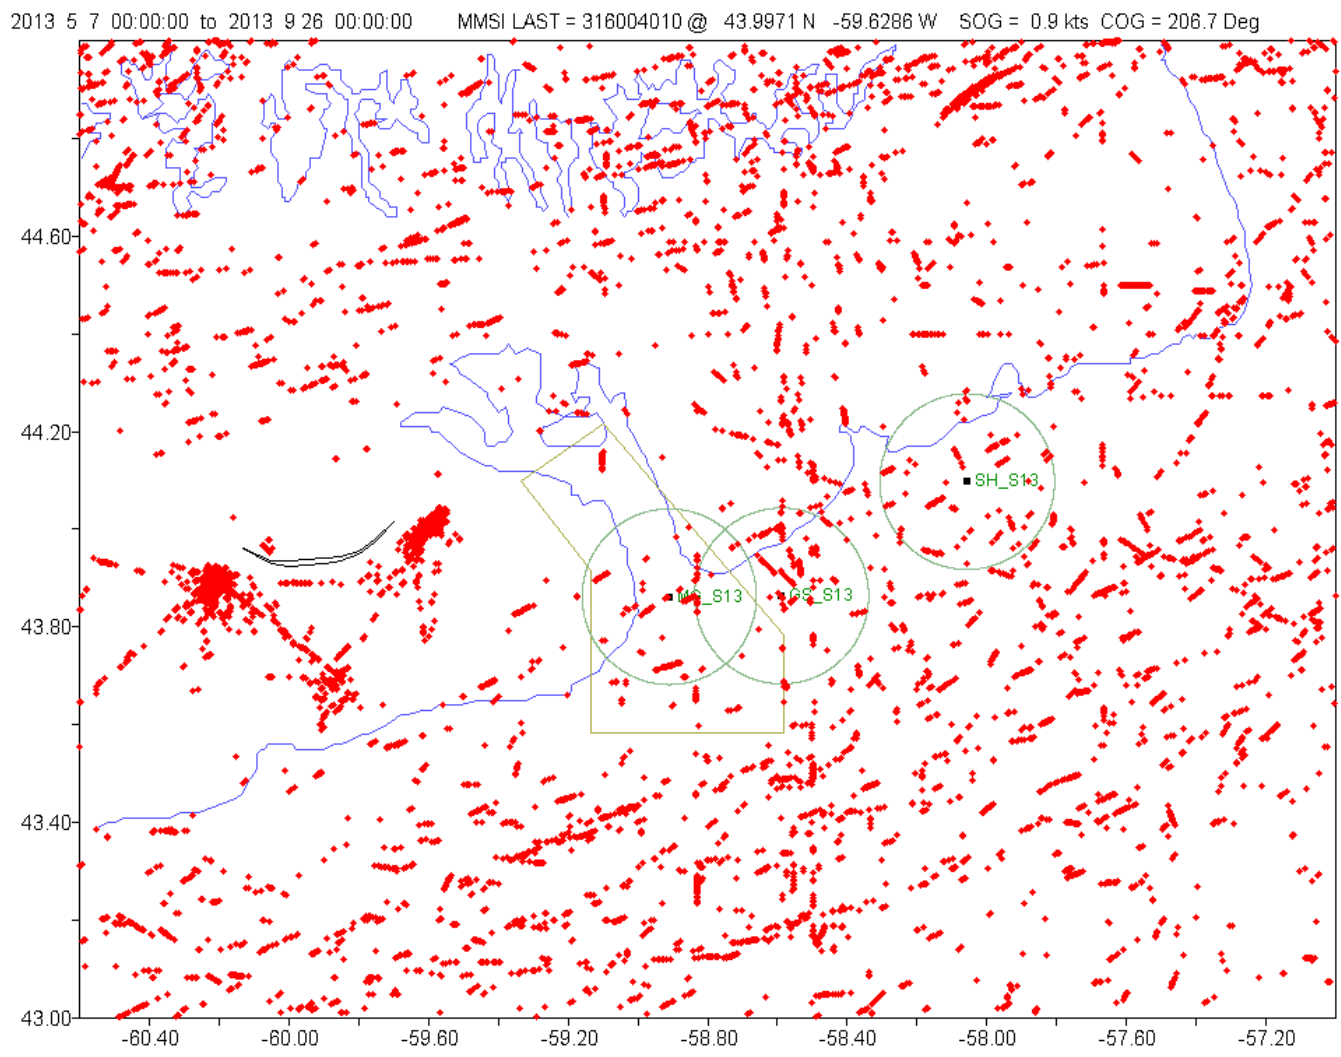 2013 5 7 00:00:00 to 2013 9 26 00:00:00 MMSI LAST = 316004010 @ 43.9971 N -59.6286 W SOG = 0.9 kts COG = 206.7 Deg
44.60
44.20
SH_S13
MG_S13 GS_S13
43.80
43.40
43.00
-60.40 -60.00 -59.60 -59.20 -58.80 -58.40 -58.00 -57.60 -57.20